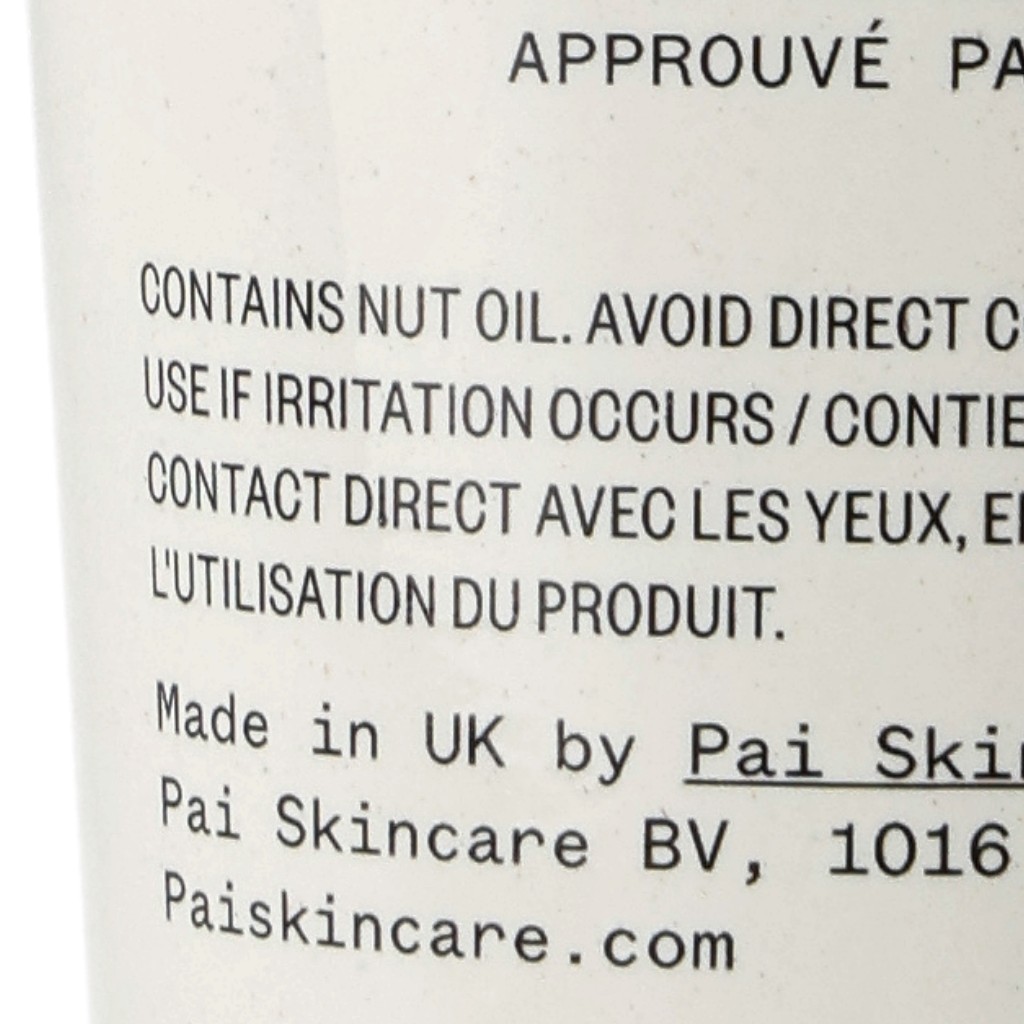 APPROUVÉ PA
CONTAINS NUT OIL. AVOID DIRECT C
USE IF IRRITATION OCCURS / CONTIE
CONTACT DIRECT AVEC LES YEUX, E
L'UTILISATION DU PRODUIT.
Made in UK by Pai Skin
Pai Skincare BV, 1016
Paiskincare.com